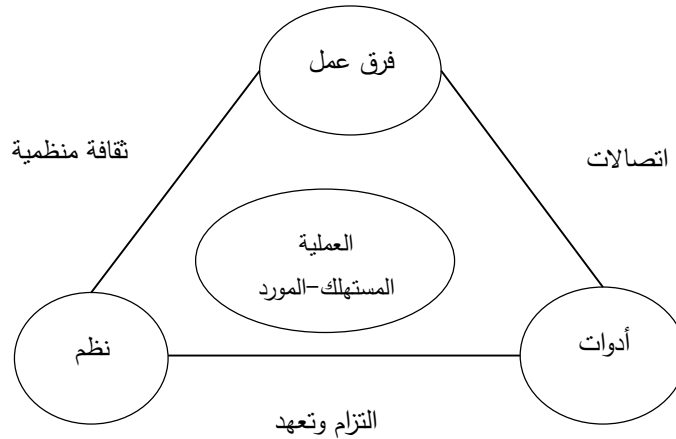 فرق عمل
اتصالات
ثقافة منظمية
العملية
المستهلك-المورد
أدوات
نظم
التزام وتعهد